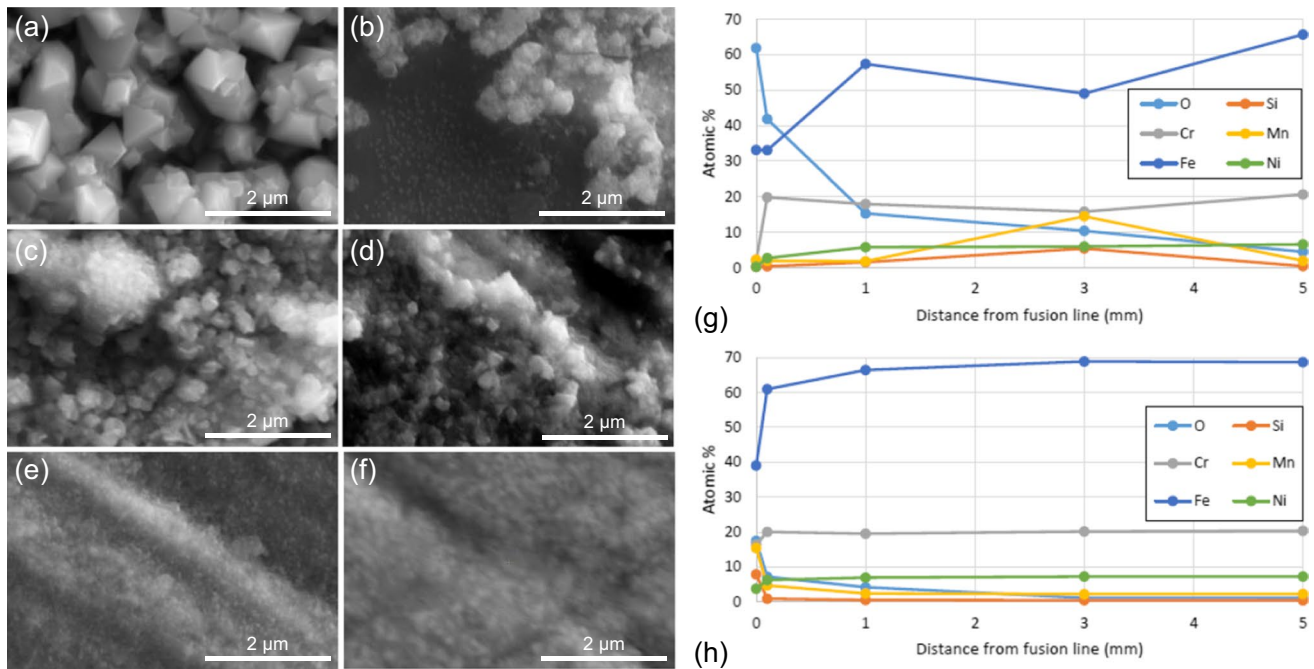 (a)
2 µm
(b)
2 µm
(c)
2 µm
(d)
2 µm
(e)
2 µm
(f)
2 µm
70
60
50
40
30
20
10
0
Atomic %
O
Si
Cr
Mn
Fe
Ni
0
1
2
3
4
5
Distance from fusion line (mm)
(g)
70
60
50
40
30
20
10
0
Atomic %
O
Si
Cr
Mn
Fe
Ni
0
1
2
3
4
5
Distance from fusion line (mm)
(h)